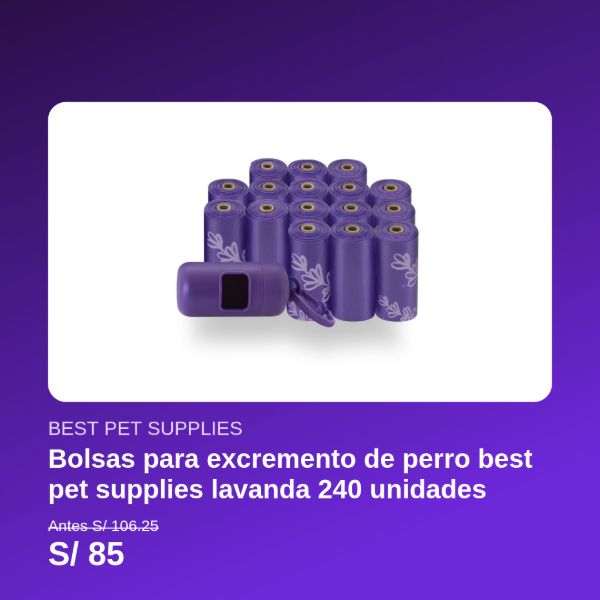 BEST PET SUPPLIES
Bolsas para excremento de perro best
pet supplies lavanda 240 unidades
Antes S/ 106.25
S/ 85